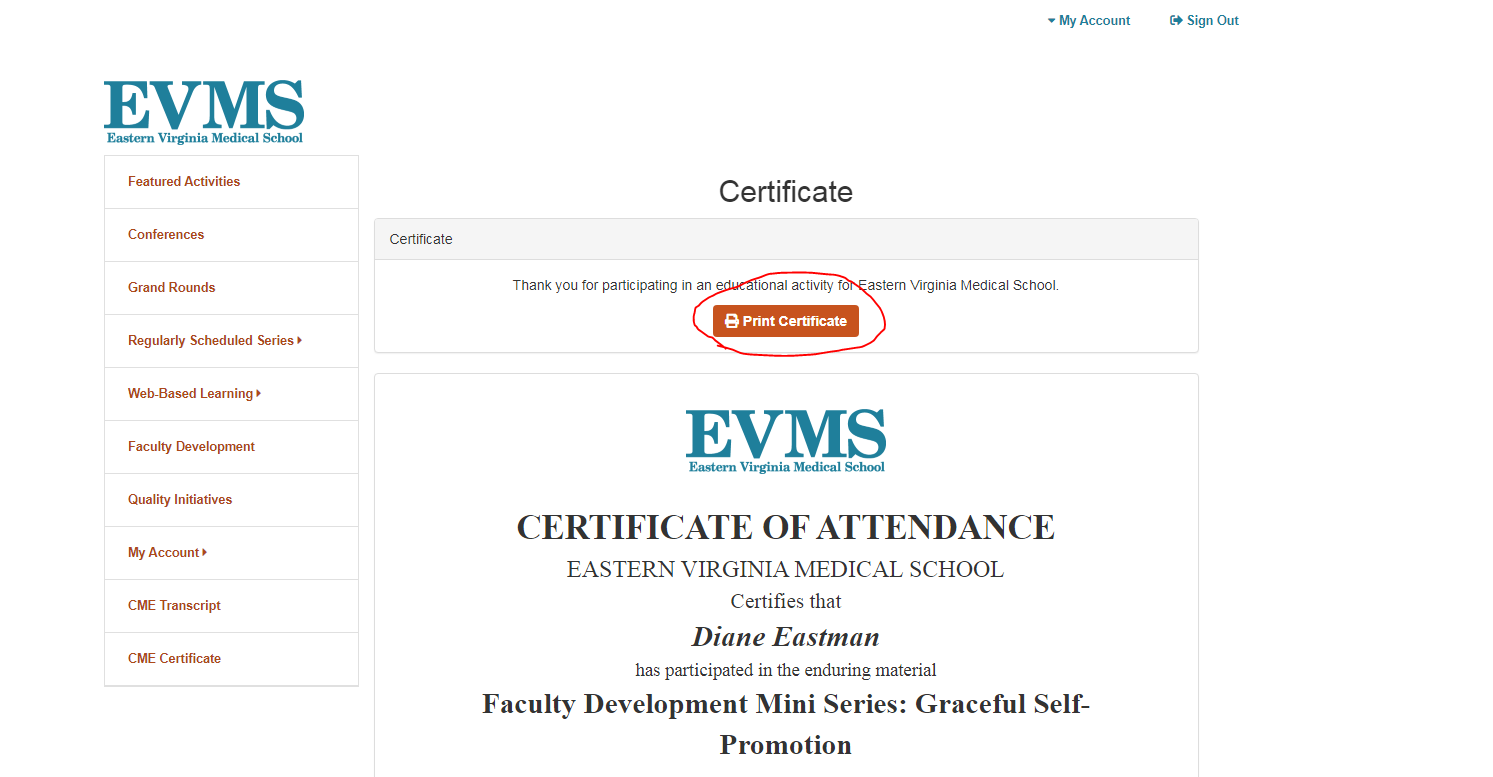 My Account
Sign Out
EVMS
Eastern Virginia Medical School
Featured Activities
Conferences
Grand Rounds
Regularly Scheduled Series
Web-Based Learning
Faculty Development
Quality Initiatives
My Account
CME Transcript
CME Certificate
Certificate
Certificate
Thank you for participating in an educational activity for Eastern Virginia Medical School.
Print Certificate
EVMS
Eastern Virginia Medical School
CERTIFICATE OF ATTENDANCE
EASTERN VIRGINIA MEDICAL SCHOOL
Certifies that
Diane Eastman
has participated in the enduring material
Faculty Development Mini Series: Graceful Self-
Promotion